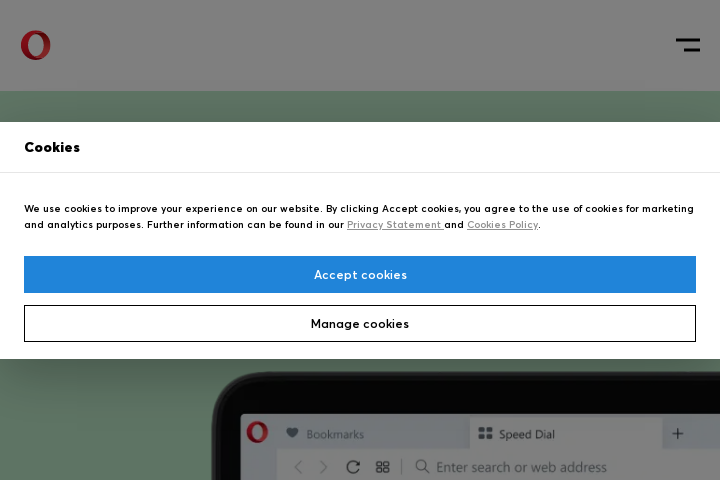 Cookies
We use cookies to improve your experience on our website. By clicking Accept cookies, you agree to the use of cookies for marketing
and analytics purposes. Further information can be found in our Privacy Statement and Cookies Policy.
Accept cookies
Manage cookies
Bookmarks
Speed Dial
Enter search or web address